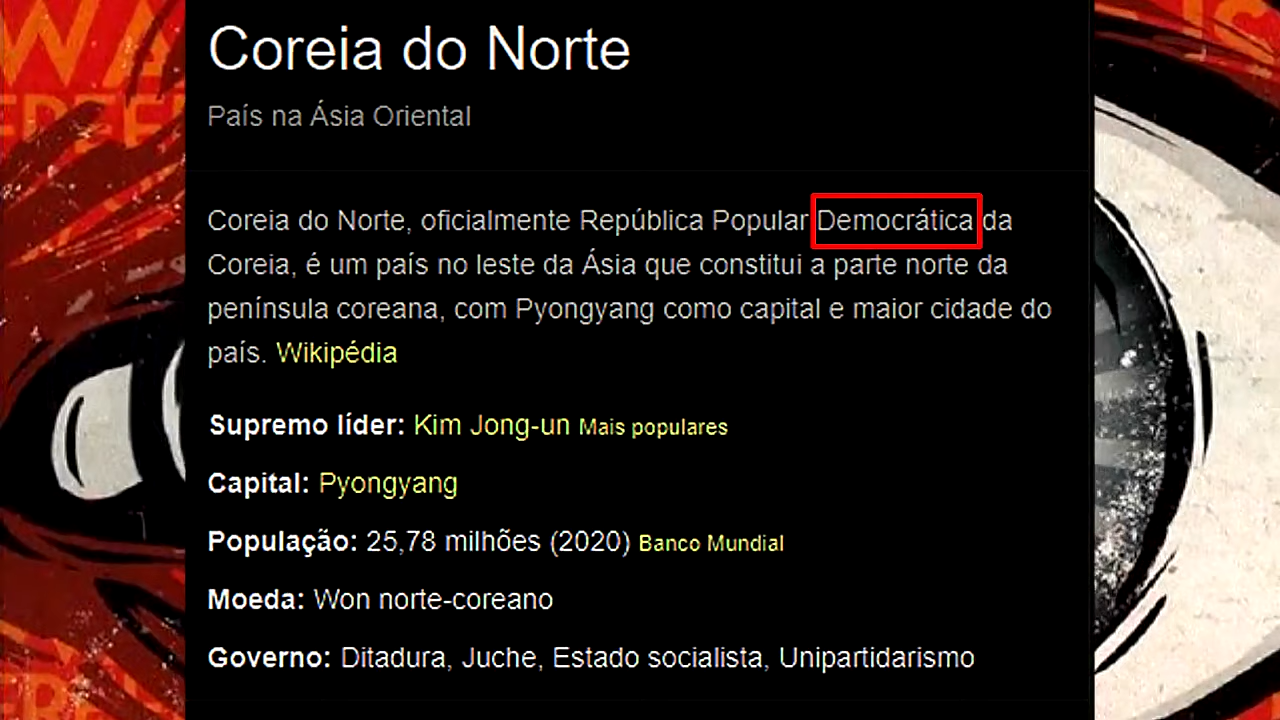 Coreia do Norte
País na Ásia Oriental
Coreia do Norte, oficialmente República Popular Democrática da
Coreia, é um país no leste da Ásia que constitui a parte norte da
península coreana, com Pyongyang como capital e maior cidade do
país. Wikipédia
Supremo líder: Kim Jong-un Mais populares
Capital: Pyongyang
População: 25,78 milhões (2020) Banco Mundial
Moeda: Won norte-coreano
Governo: Ditadura, Juche, Estado socialista, Unipartidarismo